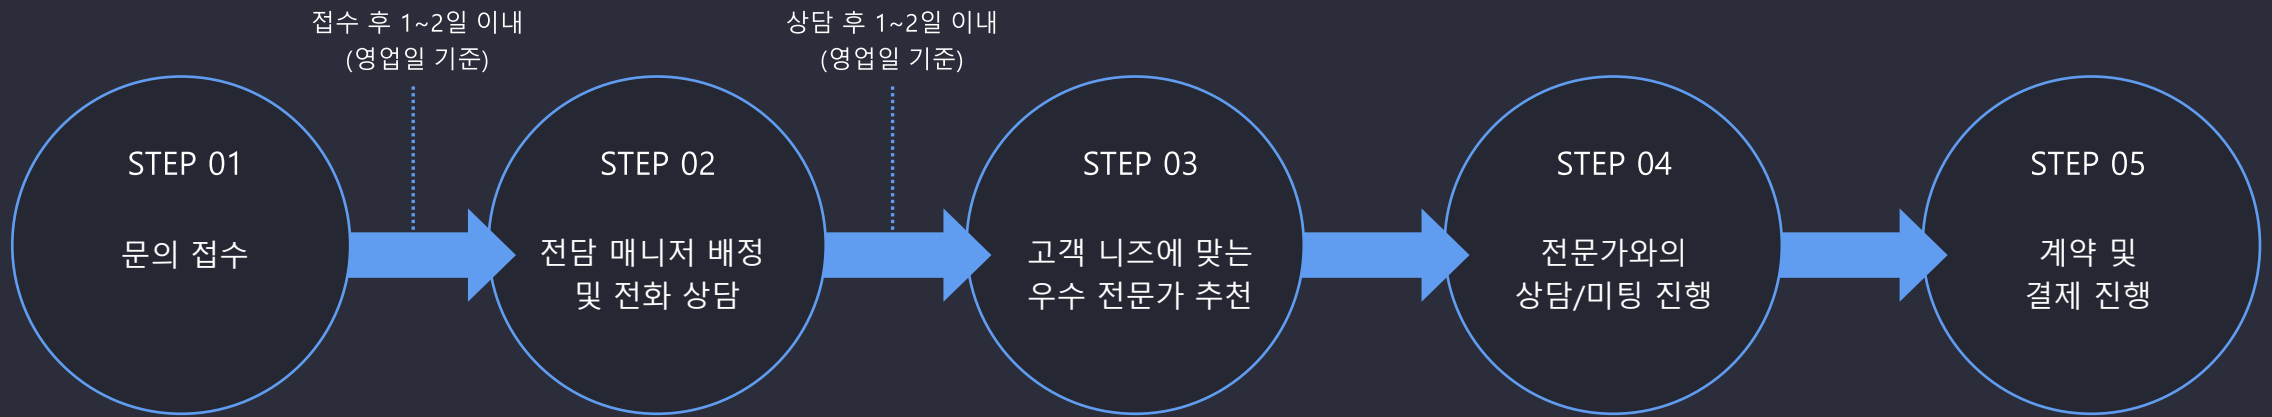 접수 후 1~2일 이내
(영업일 기준)
상담 후 1~2일 이내
(영업일 기준)
STEP 01
문의 접수
STEP 02
전담 매니저 배정
및 전화 상담
STEP 03
고객 니즈에 맞는
우수 전문가 추천
STEP 04
전문가와의
상담/미팅 진행
STEP 05
계약 및
결제 진행